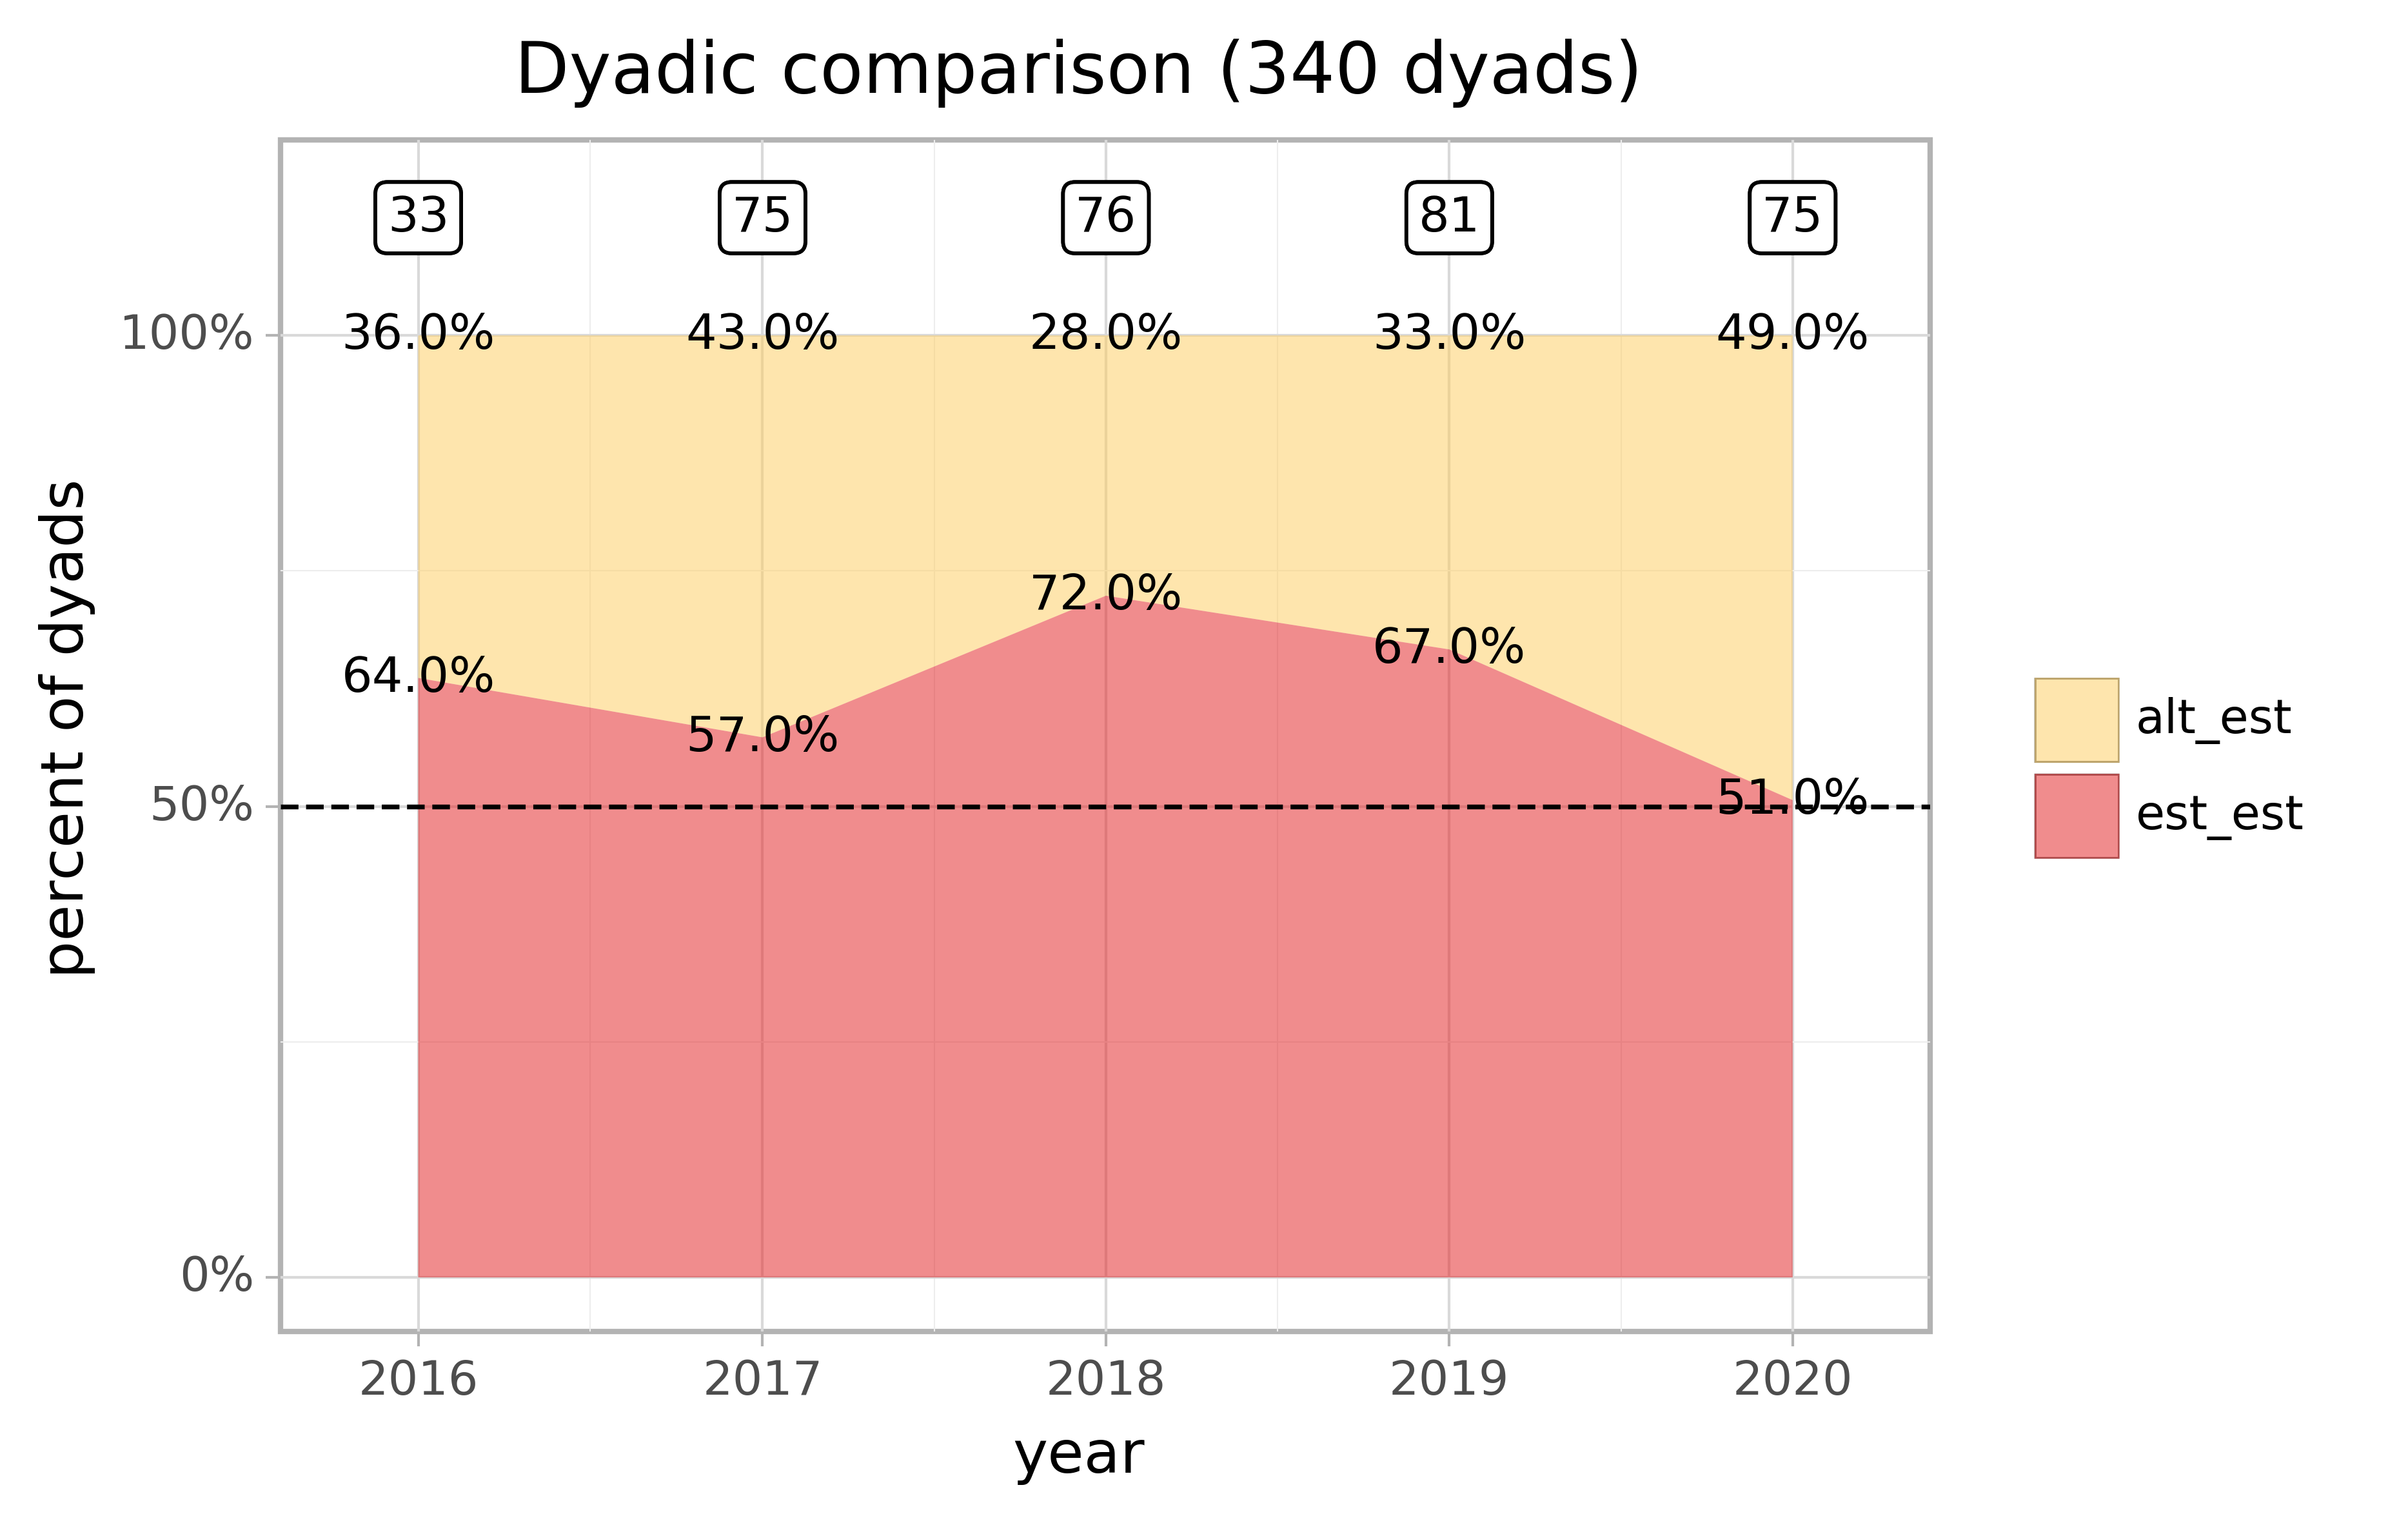 Dyadic comparison (340 dyads)
33 75 76 81 75
100% 36.0% 43.0% 28.0% 33.0% 49.0%
72.0%
67.0%
64.0%
57.0%
50% 51.0%
0%
2016 2017 2018 2019 2020
year
percent of dyads
alt_est
est_est